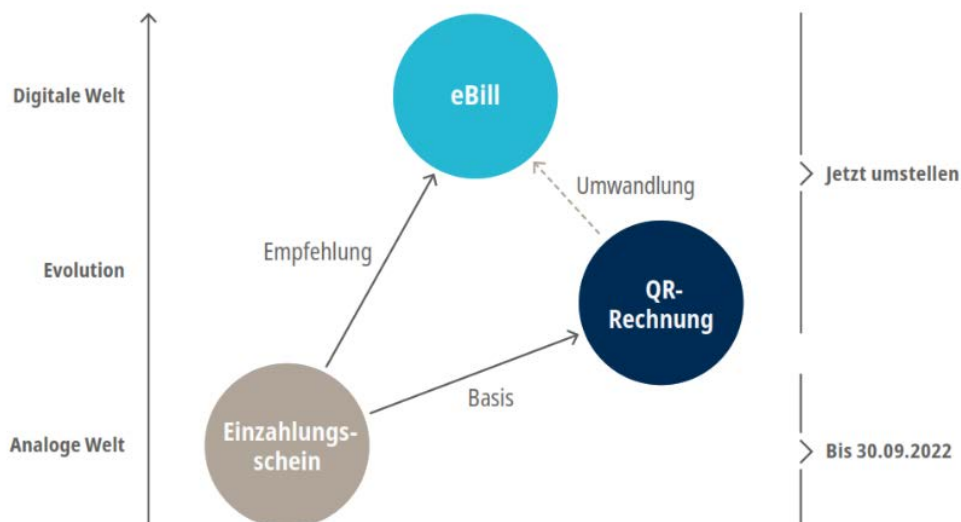 Digitale Welt
eBill
Jetzt umstellen
Umwandlung
Empfehlung
Evolution
QR-
Rechnung
Basis
Einzahlungs-
schein
Analoge Welt
Bis 30.09.2022